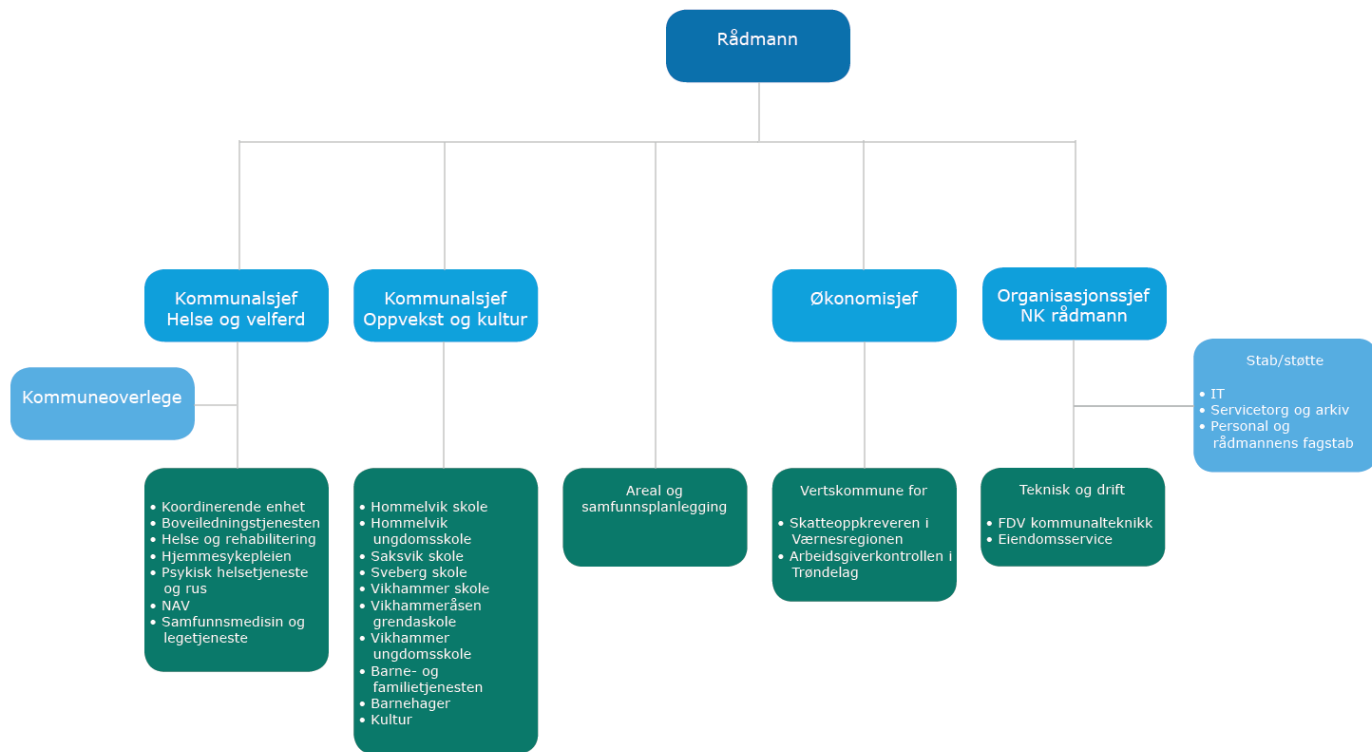 Rådmann
Kommunalsjef
Helse og velferd
Kommunalsjef
Oppvekst og kultur
Økonomisjef
Organisasjonssjef
NK rådmann
Kommuneoverlege
Stab/støtte
• IT
• Servicetorg og arkiv
• Personal og
rådmannens fagstab
• Koordinerende enhet
• Boveiledningstjenesten
• Helse og rehabilitering
• Hjemmesykepleien
• Psykisk helsetjeneste
og rus
• NAV
• Samfunnsmedisin og
legetjeneste
• Hommelvik skole
• Hommelvik
ungdomsskole
• Saksvik skole
• Sveberg skole
• Vikhammer skole
• Vikhammeråsen
grendaskole
• Vikhammer
ungdomsskole
• Barne- og
familietjenesten
• Barnehager
• Kultur
Areal og
samfunnsplanlegging
Vertskommune for
• Skatteoppkreveren i
Værnesregionen
• Arbeidsgiverkontrollen i
Trøndelag
Teknisk og drift
• FDV kommunalteknikk
• Eiendomsservice